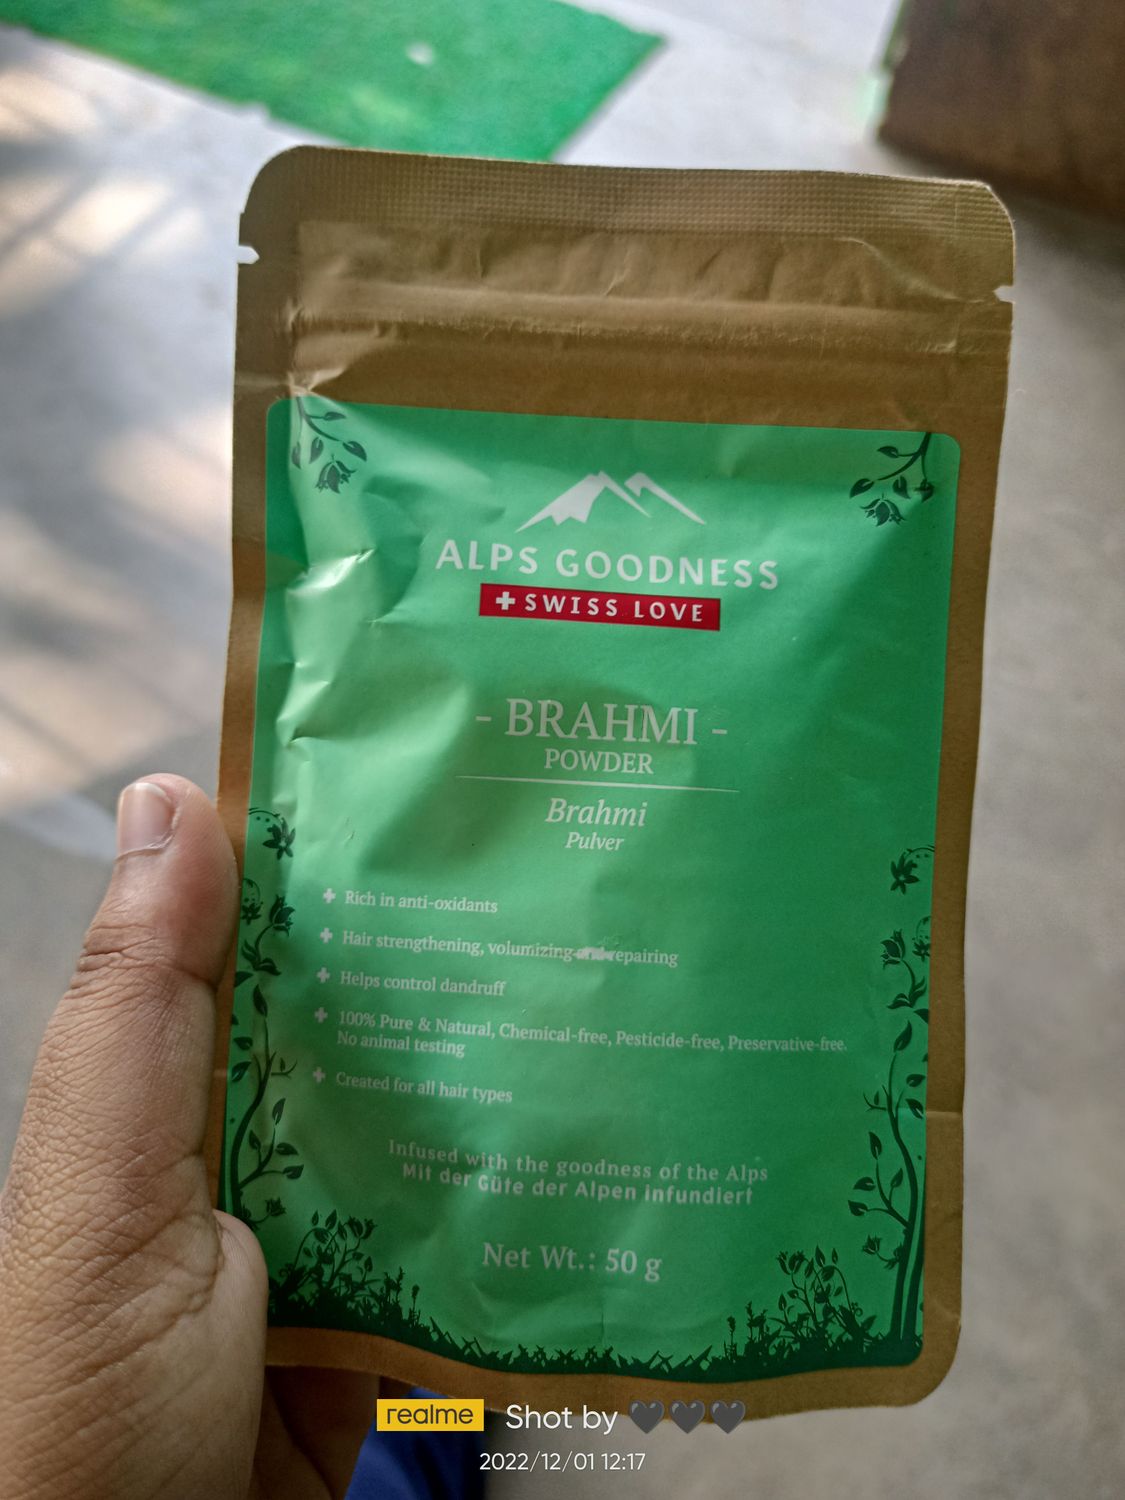 ALPS GOODNESS
SWISS LOVE
- BRAHMI -
POWDER
Brahmi
Pulver
Rich in anti-oxidants
Hair strengthening, volumizing and repairing
Helps control dandruff
100% Pure & Natural, Chemical-free, Pesticide-free, Preservative-free.
No animal testing
Created for all hair types
Infused with the goodness of the Alps
Mit der Güte der Alpen infundiert
Net Wt.: 50 g
realme Shot by 🖤🖤🖤
2022/12/01 12:17